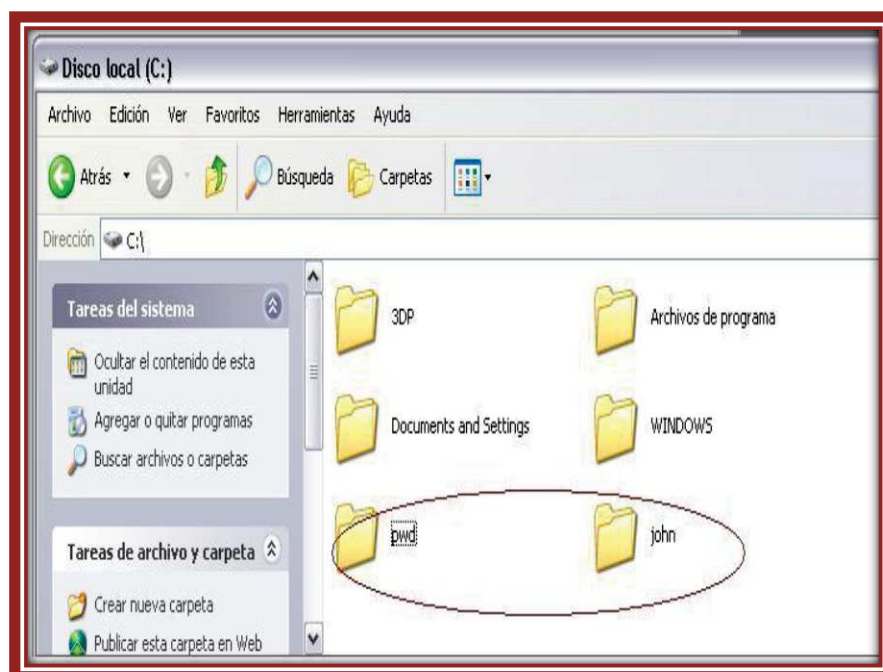 Disco local (C:)
Archivo Edición Ver Favoritos Herramientas Ayuda
Atrás Búsqueda Carpetas
Dirección C:\
Tareas del sistema
Ocultar el contenido de esta
unidad
Agregar o quitar programas
Buscar archivos o carpetas
Tareas de archivo y carpeta
Crear nueva carpeta
Publicar esta carpeta en Web
3DP
Archivos de programa
Documents and Settings
WINDOWS
pwd
john